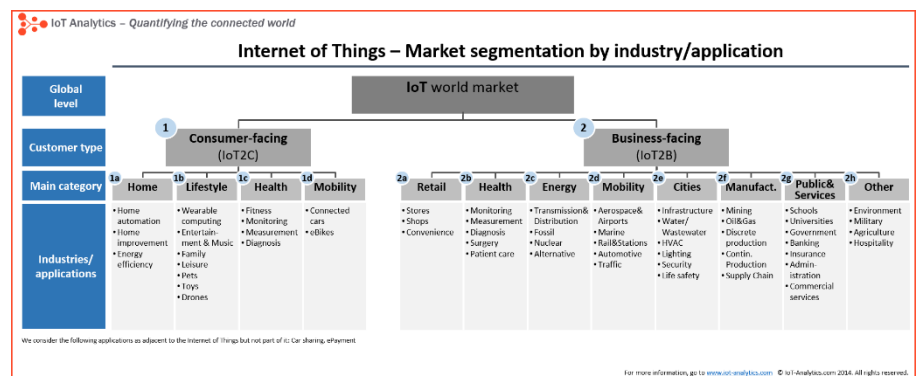 IoT Analytics – Quantifying the connected world
Internet of Things – Market segmentation by industry/application
Global level
IoT world market
Customer type
1
Consumer-facing
(IoT2C)
2
Business-facing
(IoT2B)
Main category
1a Home
1b Lifestyle
1c Health
1d Mobility
2a Retail
2b Health
2c Energy
2d Mobility
2e Cities
2f Manufact.
2g Public&
Services
2h Other
Industries/
applications
• Home
automation
• Home
improvement
• Energy
efficiency
• Wearable
computing
• Entertain-
ment & Music
• Family
• Leisure
• Pets
• Toys
• Drones
• Fitness
• Monitoring
• Measurement
• Diagnosis
• Connected
cars
• eBikes
• Stores
• Shops
• Convenience
• Monitoring
• Measurement
• Diagnosis
• Surgery
• Patient care
• Transmission&
Distribution
• Fossil
• Nuclear
• Alternative
• Aerospace&
Airports
• Marine
• Rail&Stations
• Automotive
• Traffic
• Infrastructure
• Water/
Wastewater
• HVAC
• Lighting
• Security
• Life safety
• Mining
• Oil&Gas
• Discrete
production
• Contin.
Production
• Supply Chain
• Schools
• Universities
• Government
• Banking
• Insurance
• Admin-
istration
• Commercial
services
• Environment
• Military
• Agriculture
• Hospitality
We consider the following applications as adjacent to the Internet of Things but not part of it: Car sharing, ePayment
For more information, go to www.iot-analytics.com © IoT-Analytics.com 2014. All rights reserved.